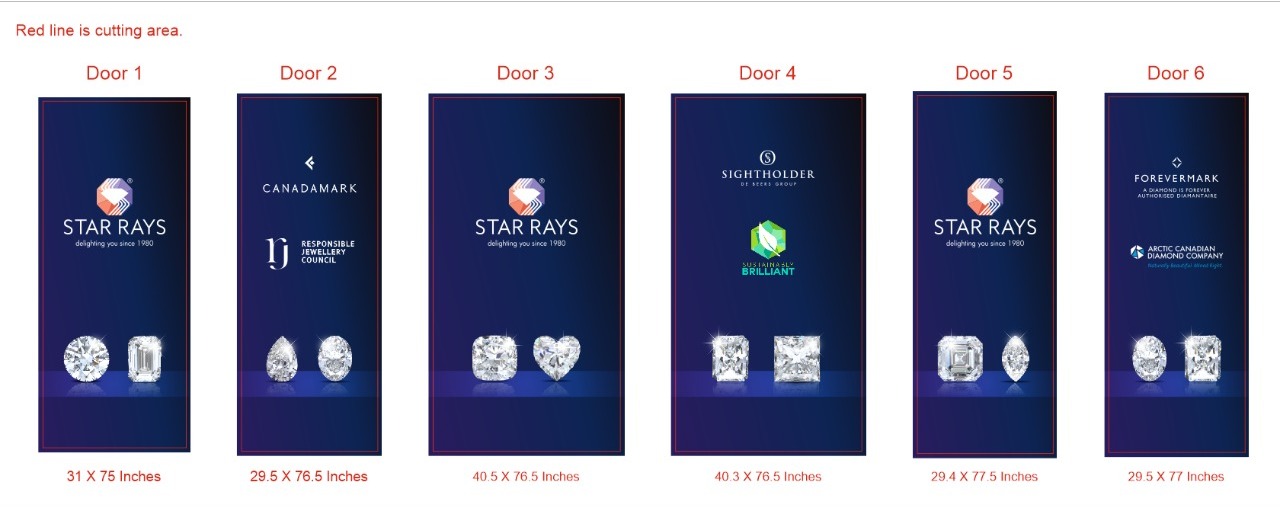 Red line is cutting area.
Door 1
Door 2
Door 3
Door 4
Door 5
Door 6
®
STAR RAYS
delighting you since 1980
CANADAMARK
rj
RESPONSIBLE
JEWELLERY
COUNCIL
®
STAR RAYS
delighting you since 1980
S
SIGHTHOLDER
DE BEERS GROUP
SUSTAINABLY
BRILLIANT
®
STAR RAYS
delighting you since 1980
FOREVERMARK
A DIAMOND IS FOREVER
AUTHORISED DIAMANTAIRE
ARCTIC CANADIAN
DIAMOND COMPANY
Naturally Beautiful Mined Right
31 X 75 Inches
29.5 X 76.5 Inches
40.5 X 76.5 Inches
40.3 X 76.5 Inches
29.4 X 77.5 Inches
29.5 X 77 Inches